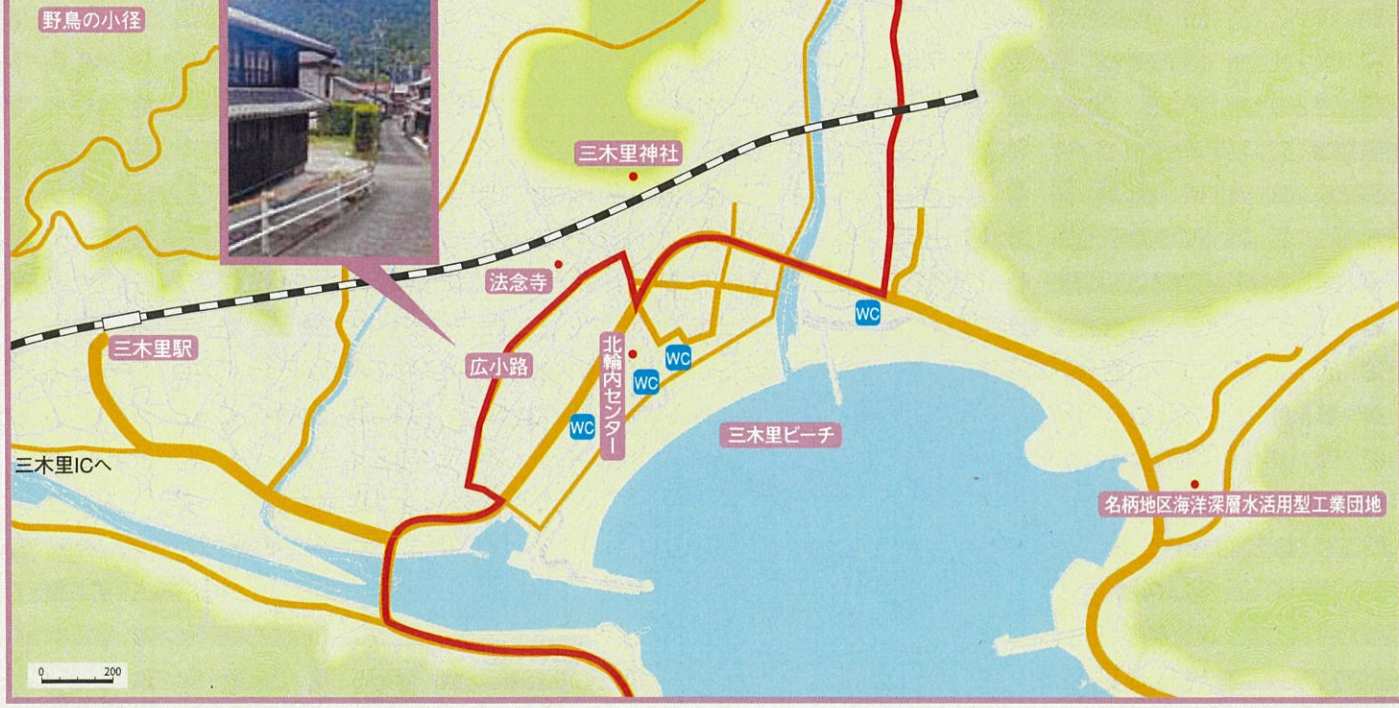 野鳥の小径
三木里神社
法念寺
WC
三木里駅
広小路
北輪内センター
WC
WC
WC
三木里ビーチ
三木里ICへ
名柄地区海洋深層水活用型工業団地
0 200